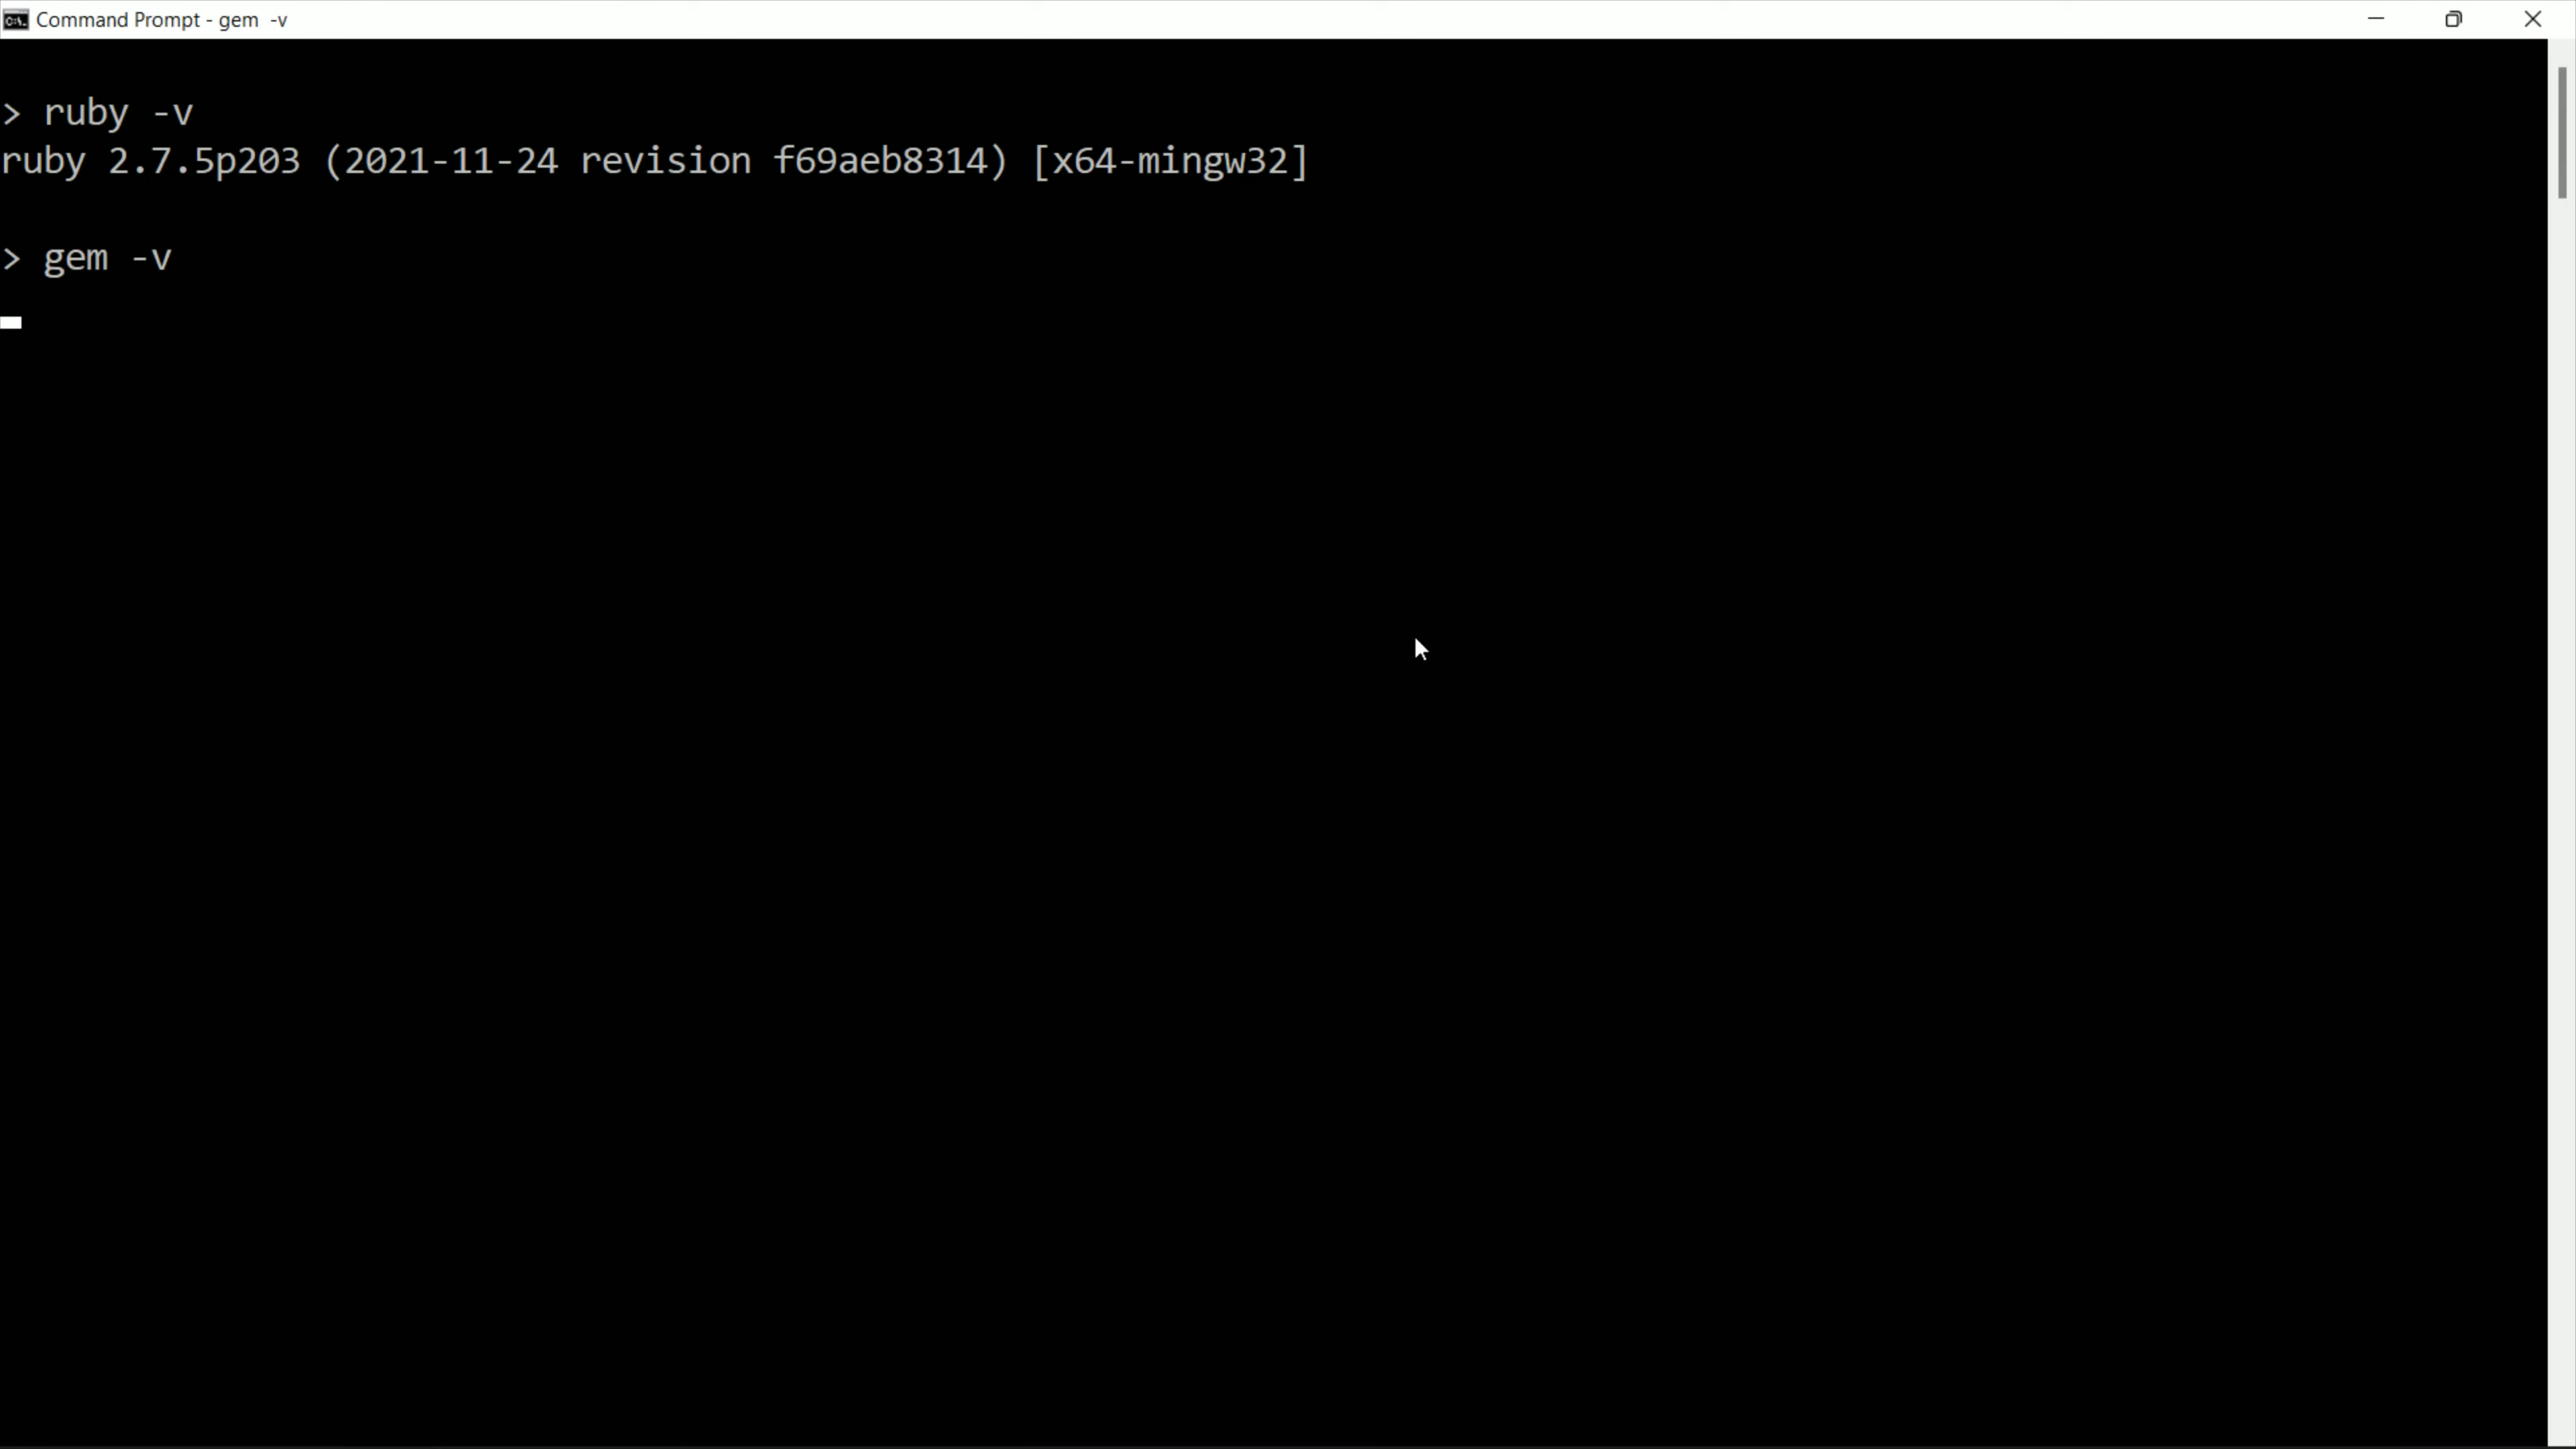 Command Prompt - gem  -v
> ruby -v
ruby 2.7.5p203 (2021-11-24 revision f69aeb8314) [x64-mingw32]
> gem -v